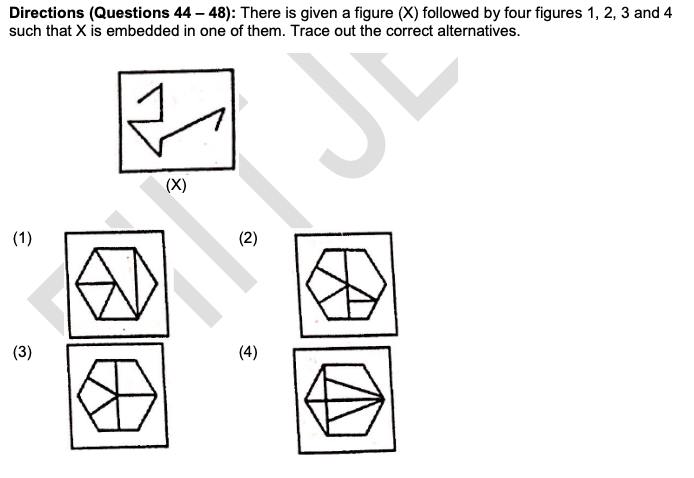 Directions (Questions 44 – 48): There is given a figure (X) followed by four figures 1, 2, 3 and 4
such that X is embedded in one of them. Trace out the correct alternatives.
(X)
(1)
(2)
(3)
(4)